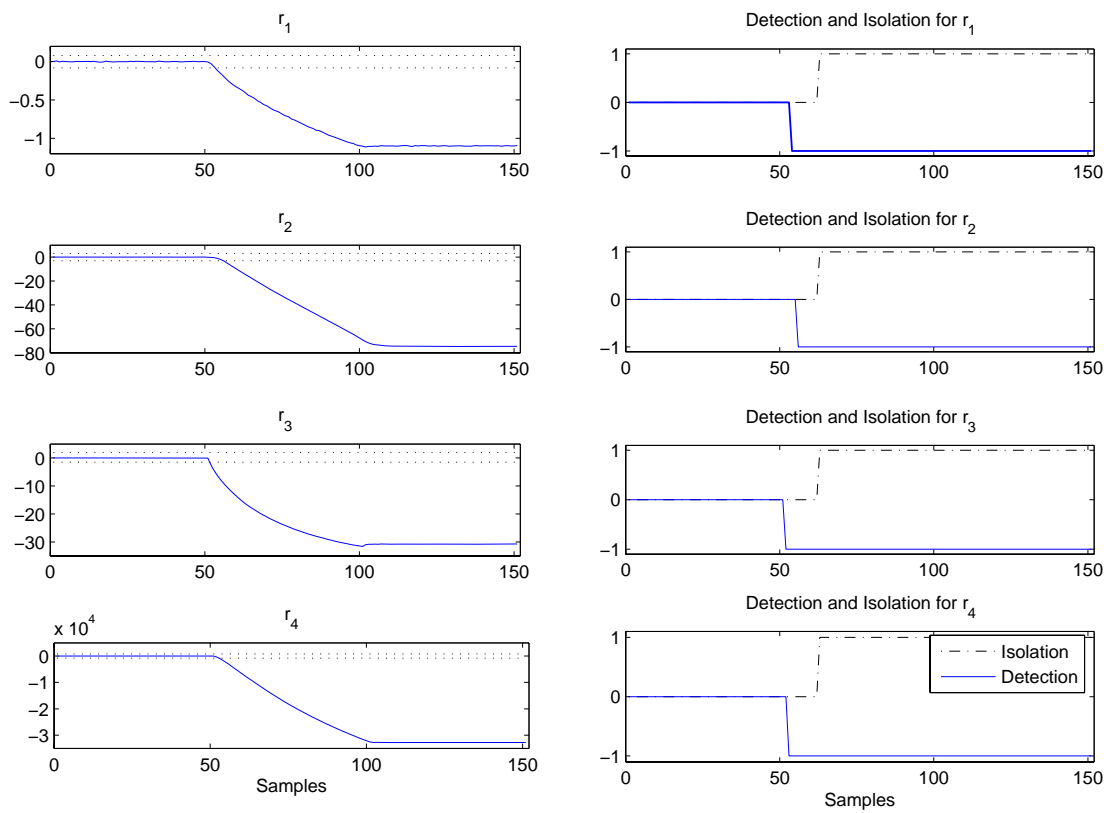 r1
0
−0.5
−1
0 50 100 150
Detection and Isolation for r1
1
0
−1
0 50 100 150
r2
0
−20
−40
−60
−80
0 50 100 150
Detection and Isolation for r2
1
0
−1
0 50 100 150
r3
0
−10
−20
−30
0 50 100 150
Detection and Isolation for r3
1
0
−1
0 50 100 150
x 10^4
r4
0
−1
−2
−3
0 50 100 150
Samples
Detection and Isolation for r4
1
0
−1
Isolation
Detection
0 50 100 150
Samples